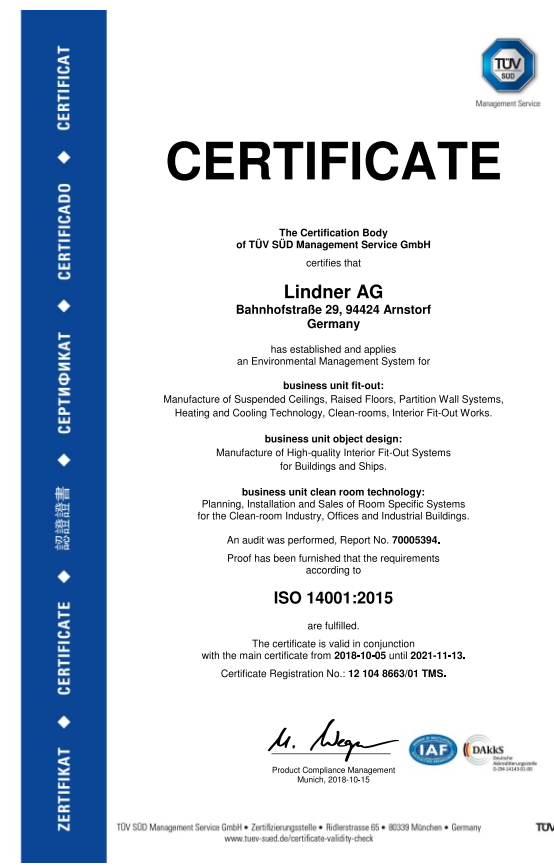 ZERTIFIKAT ◆ CERTIFICATE ◆ 認證證書 ◆ СЕРТИФИКАТ ◆ CERTIFICADO ◆ CERTIFICAT
TÜV
SÜD
Management Service
CERTIFICATE
The Certification Body
of TÜV SÜD Management Service GmbH
certifies that
Lindner AG
Bahnhofstraße 29, 94424 Arnstorf
Germany
has established and applies
an Environmental Management System for
business unit fit-out:
Manufacture of Suspended Ceilings, Raised Floors, Partition Wall Systems,
Heating and Cooling Technology, Clean-rooms, Interior Fit-Out Works.
business unit object design:
Manufacture of High-quality Interior Fit-Out Systems
for Buildings and Ships.
business unit clean room technology:
Planning, Installation and Sales of Room Specific Systems
for the Clean-room Industry, Offices and Industrial Buildings.
An audit was performed, Report No. 70005394.
Proof has been furnished that the requirements
according to
ISO 14001:2015
are fulfilled.
The certificate is valid in conjunction
with the main certificate from 2018-10-05 until 2021-11-13.
Certificate Registration No.: 12 104 8663/01 TMS.
Product Compliance Management
Munich, 2018-10-15
IAF
DAkkS
Deutsche
Akkreditierungsstelle
D-ZM-14143-01-00
TÜV SÜD Management Service GmbH • Zertifizierungsstelle • Ridlerstrasse 65 • 80339 München • Germany
www.tuev-sued.de/certificate-validity-check
TÜV